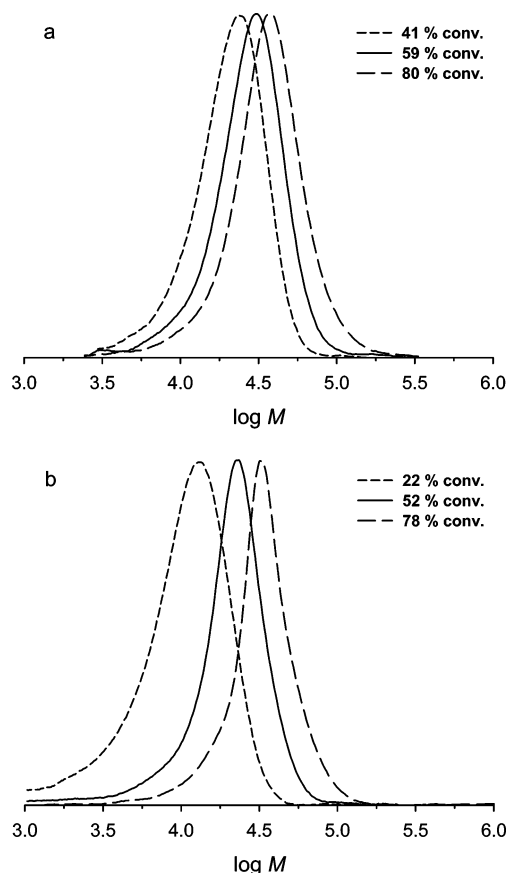 a
41 % conv.
59 % conv.
80 % conv.
3.0 3.5 4.0 4.5 5.0 5.5 6.0
log M
b
22 % conv.
52 % conv.
78 % conv.
3.0 3.5 4.0 4.5 5.0 5.5 6.0
log M